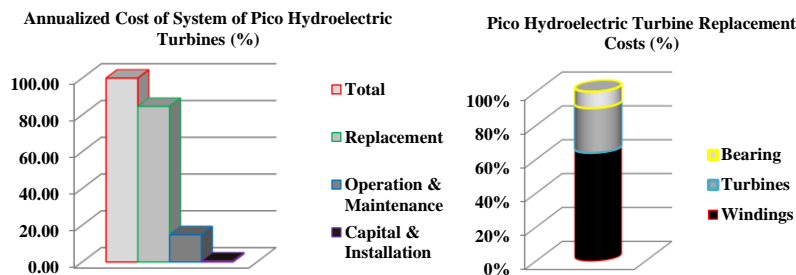 Annualized Cost of System of Pico Hydroelectric
Turbines (%)
100.00
80.00
60.00
40.00
20.00
0.00
Total
Replacement
Operation &
Maintenance
Capital &
Installation
Pico Hydroelectric Turbine Replacement
Costs (%)
100%
80%
60%
40%
20%
0%
Bearing
Turbines
Windings